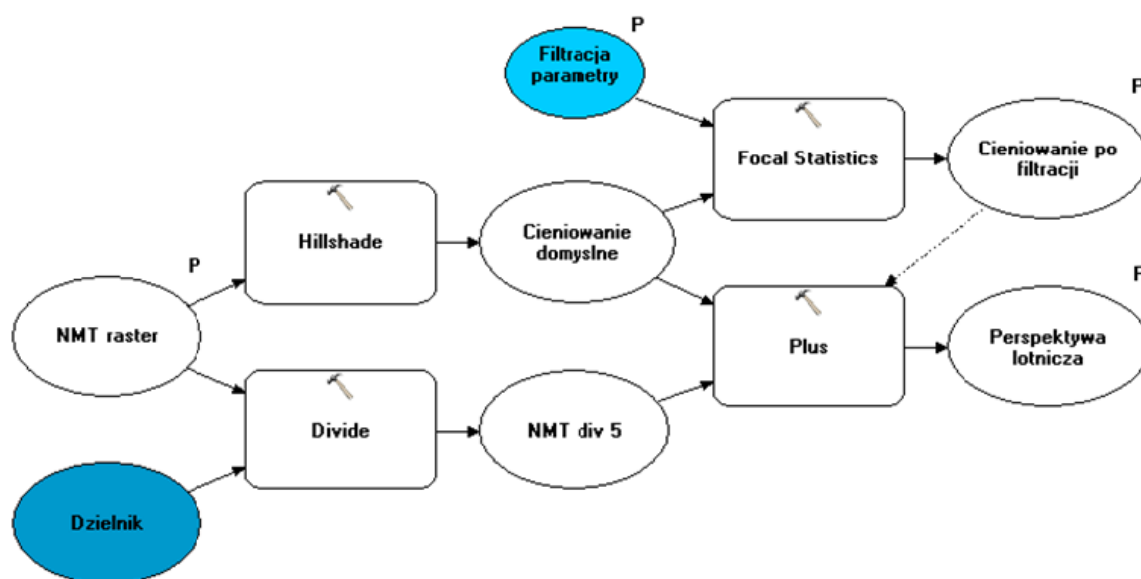 P
Filtracja
parametry
P
Focal Statistics
Cieniowanie po
filtracji
Hillshade
Cieniowanie
domyslne
P
P
NMT raster
Plus
Perspektywa
lotnicza
Divide
NMT div 5
Dzielnik